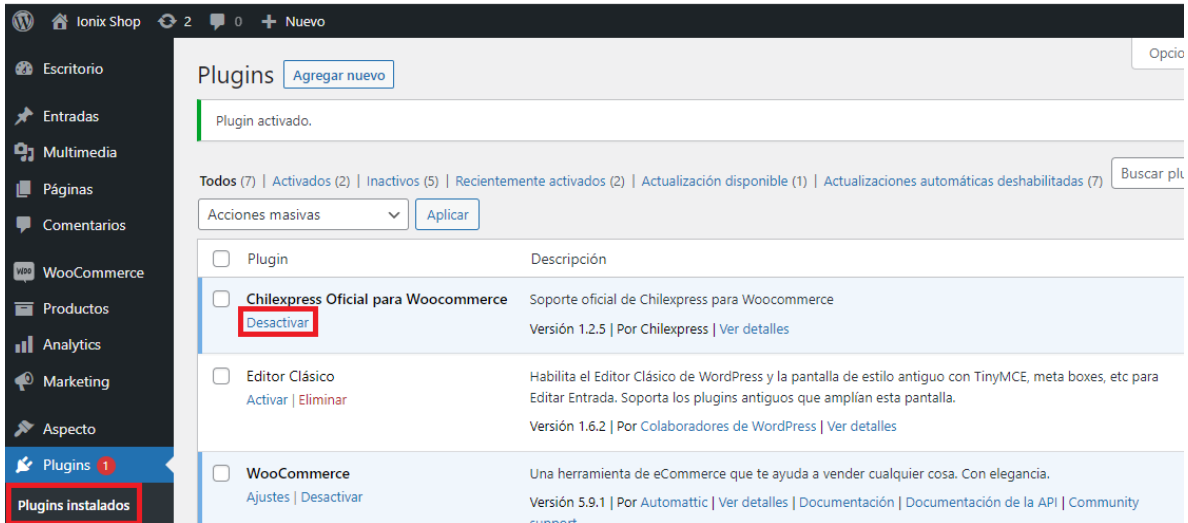 Ionix Shop 2 0 + Nuevo
Opcio
Escritorio
Entradas
Multimedia
Páginas
Comentarios
WOO WooCommerce
Productos
Analytics
Marketing
Aspecto
Plugins 1
Plugins instalados
Plugins Agregar nuevo
Plugin activado.
Todos (7) | Activados (2) | Inactivos (5) | Recientemente activados (2) | Actualización disponible (1) | Actualizaciones automáticas deshabilitadas (7)
Buscar plu
Acciones masivas Aplicar
Plugin Descripción
Chilexpress Oficial para Woocommerce Soporte oficial de Chilexpress para Woocommerce
Desactivar Versión 1.2.5 | Por Chilexpress | Ver detalles
Editor Clásico Habilita el Editor Clásico de WordPress y la pantalla de estilo antiguo con TinyMCE, meta boxes, etc para
Activar | Eliminar Editar Entrada. Soporta los plugins antiguos que amplían esta pantalla.
Versión 1.6.2 | Por Colaboradores de WordPress | Ver detalles
WooCommerce Una herramienta de eCommerce que te ayuda a vender cualquier cosa. Con elegancia.
Ajustes | Desactivar Versión 5.9.1 | Por Automattic | Ver detalles | Documentación | Documentación de la API | Community
support